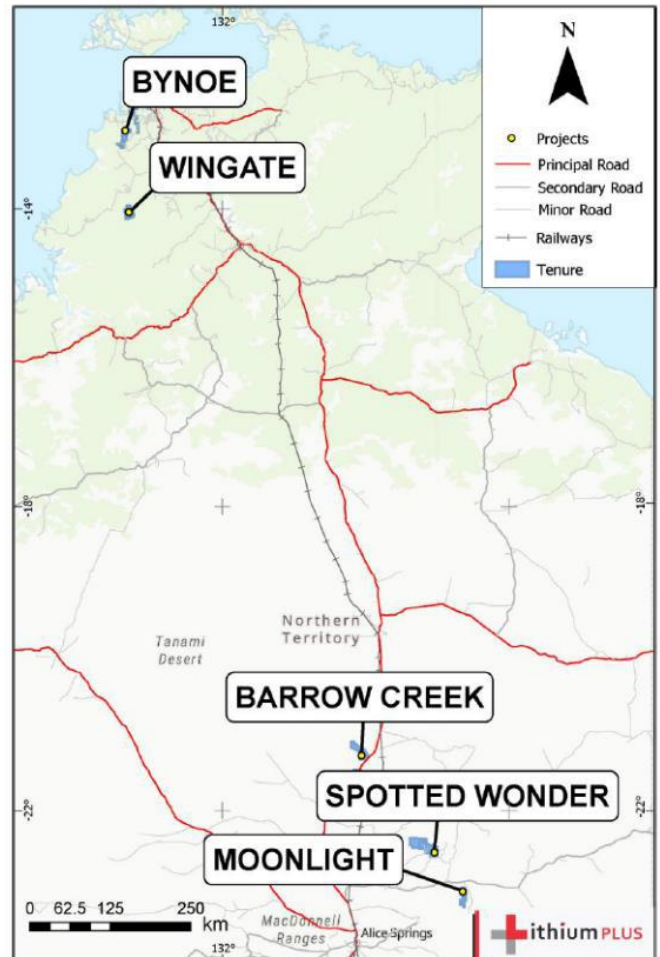 132°
N
BYNOE
WINGATE
Projects
Principal Road
Secondary Road
Minor Road
Railways
Tenure
-14°
-14°
-18°
-18°
Northern
Territory
Tanami
Desert
BARROW CREEK
SPOTTED WONDER
-22°
-22°
MOONLIGHT
0 62.5 125 250
km
MacDonnell
Ranges
Alice Springs
132°
ithium PLUS